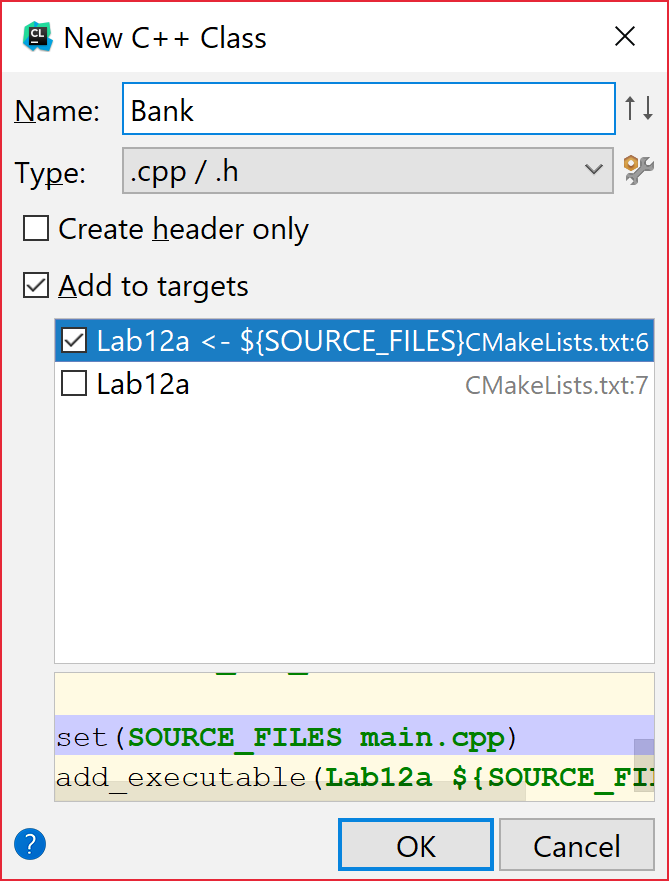 CL New C++ Class
Name: Bank
Type: .cpp / .h
Create header only
Add to targets
Lab12a <- ${SOURCE_FILES} CMakeLists.txt:6
Lab12a CMakeLists.txt:7
set(SOURCE_FILES main.cpp)
add_executable(Lab12a ${SOURCE_FI
? OK Cancel